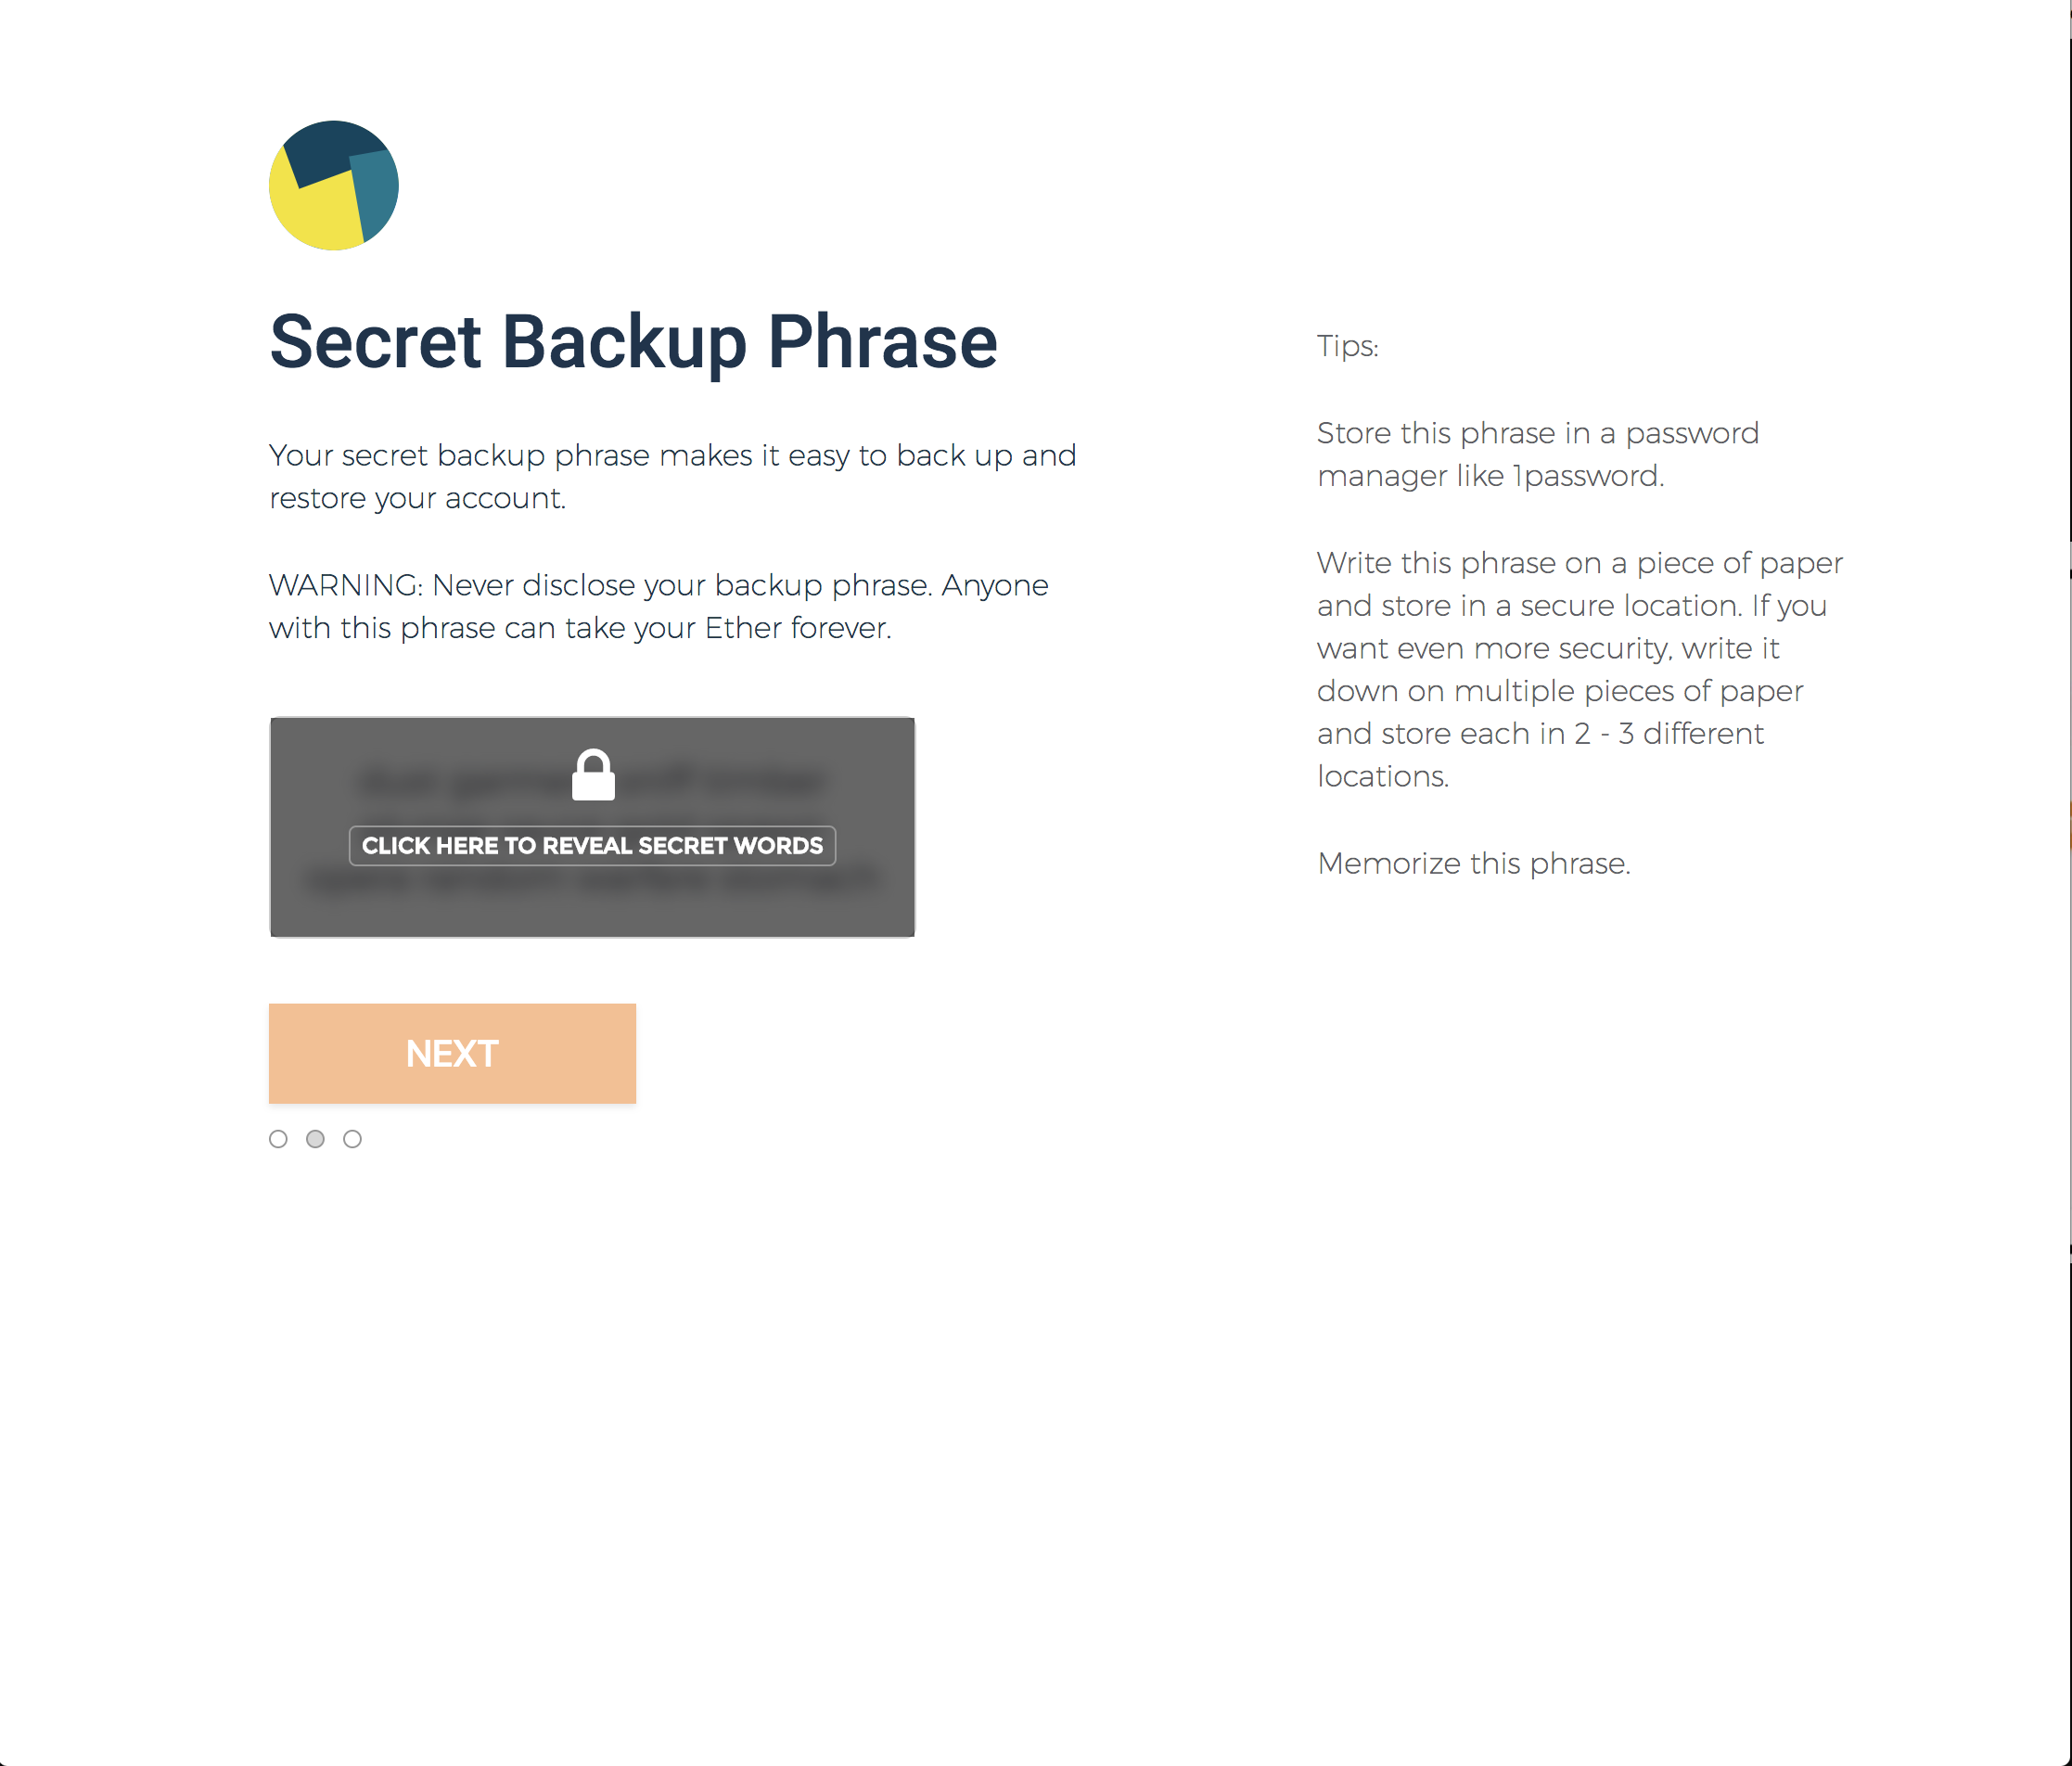 Secret Backup Phrase
Your secret backup phrase makes it easy to back up and
restore your account.
WARNING: Never disclose your backup phrase. Anyone
with this phrase can take your Ether forever.
CLICK HERE TO REVEAL SECRET WORDS
NEXT
Tips:
Store this phrase in a password
manager like 1password.
Write this phrase on a piece of paper
and store in a secure location. If you
want even more security, write it
down on multiple pieces of paper
and store each in 2 - 3 different
locations.
Memorize this phrase.